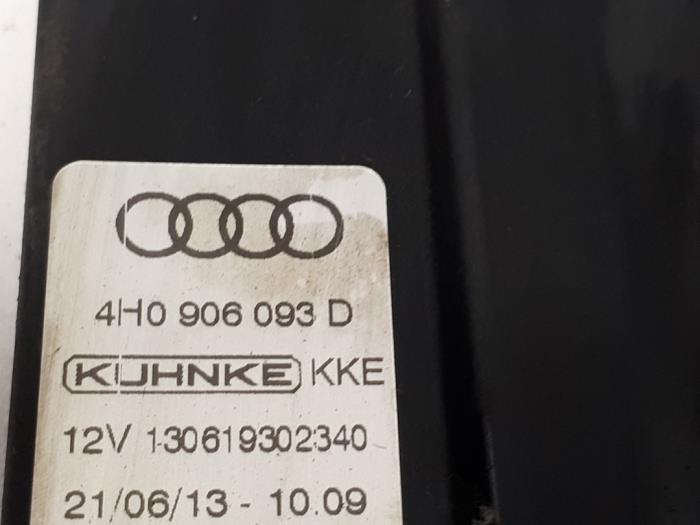 4H0 906 093 D
KUHNKE KKE
12V 130619302340
21/06/13 - 10.09